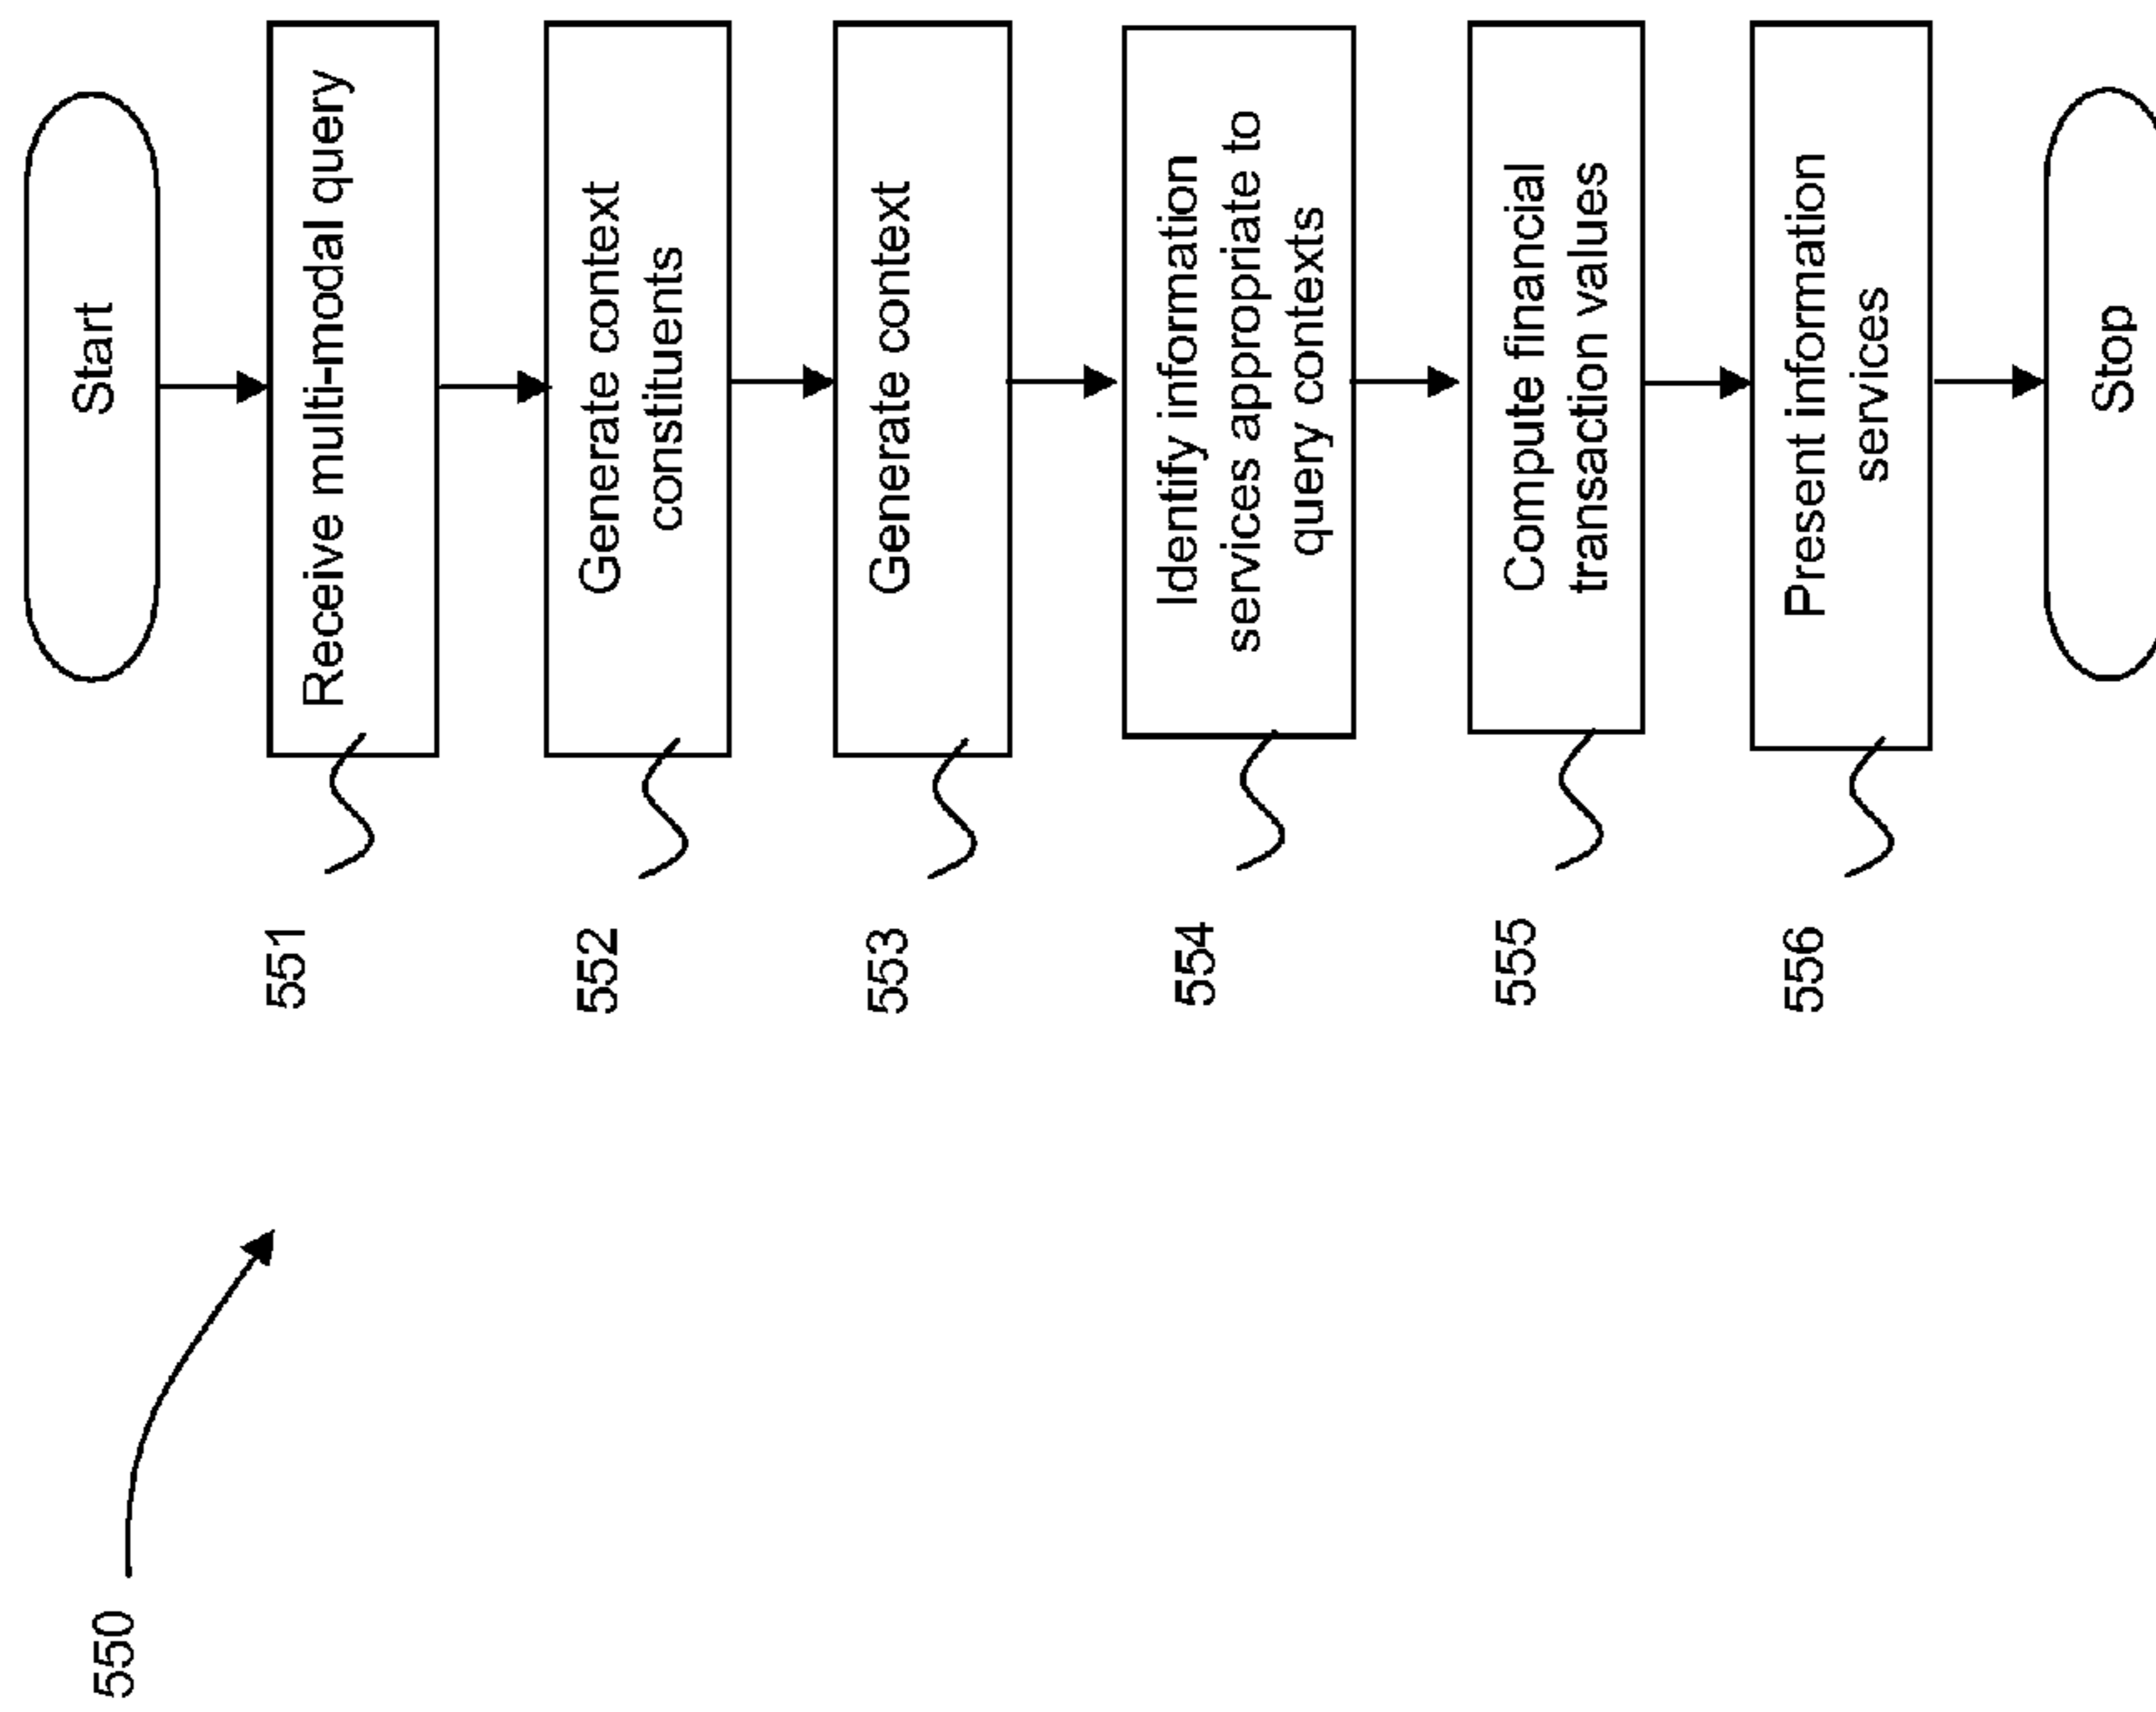 550
Start
551
Receive multi-modal query
552
Generate context
constituents
553
Generate context
554
Identify information
services appropriate to
query contexts
555
Compute financial
transaction values
556
Present information
services
Stop